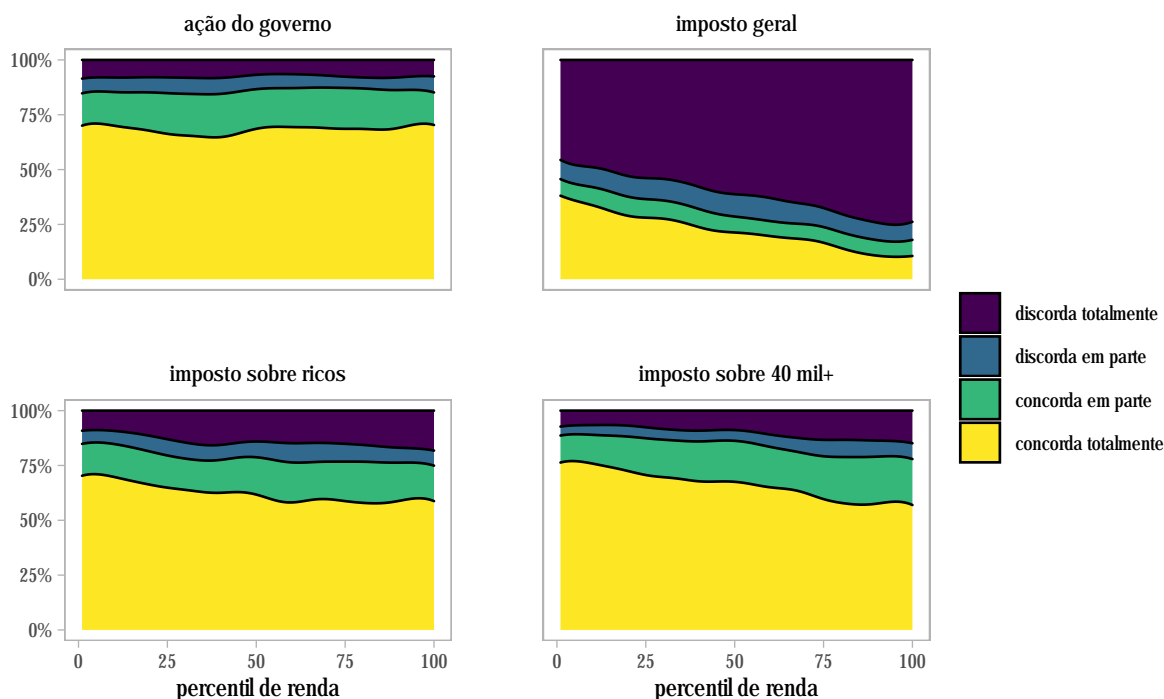 ação do governo
imposto geral
100%
75%
50%
25%
0%
discorda totalmente
discorda em parte
concorda em parte
concorda totalmente
imposto sobre ricos
imposto sobre 40 mil+
100%
75%
50%
25%
0%
0 25 50 75 100
0 25 50 75 100
percentil de renda
percentil de renda